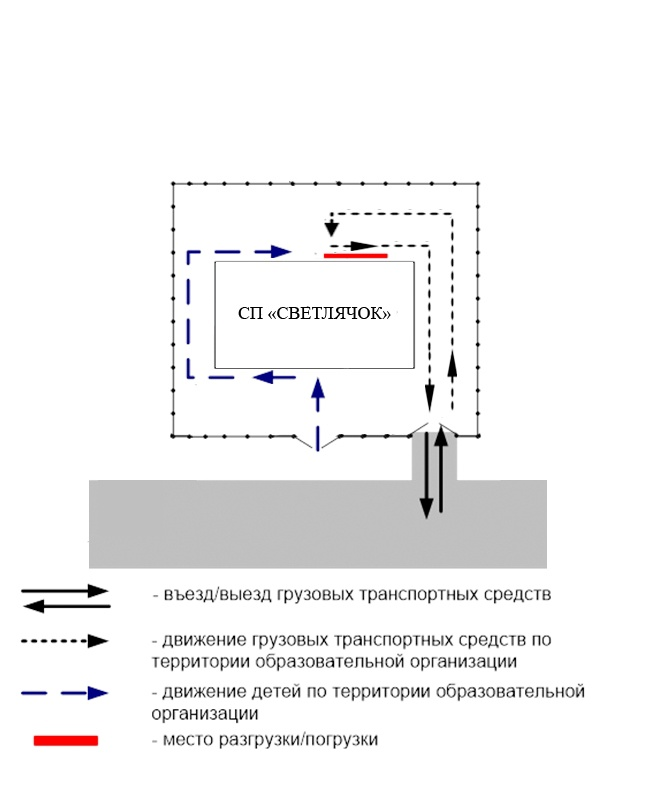 СП «СВЕТЛЯЧОК»
- въезд/выезд грузовых транспортных средств
- движение грузовых транспортных средств по
территории образовательной организации
- движение детей по территории образовательной
организации
- место разгрузки/погрузки